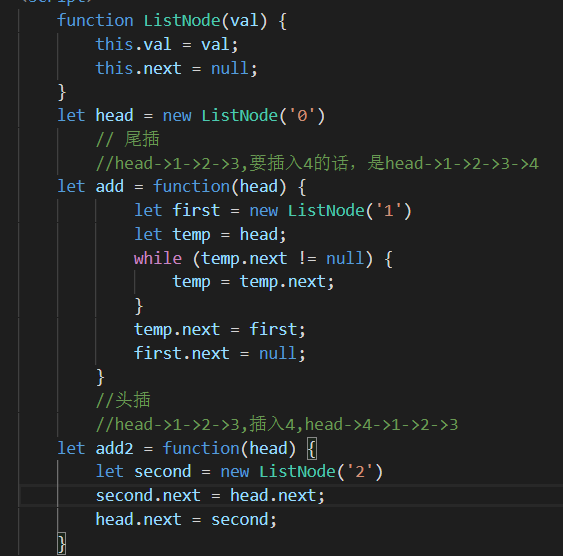 function ListNode(val) {
this.val = val;
this.next = null;
}
let head = new ListNode('0')
// 尾插
//head->1->2->3,要插入4的话，是head->1->2->3->4
let add = function(head) {
let first = new ListNode('1')
let temp = head;
while (temp.next != null) {
temp = temp.next;
}
temp.next = first;
first.next = null;
}
//头插
//head->1->2->3,插入4,head->4->1->2->3
let add2 = function(head) {
let second = new ListNode('2')
second.next = head.next;
head.next = second;
}